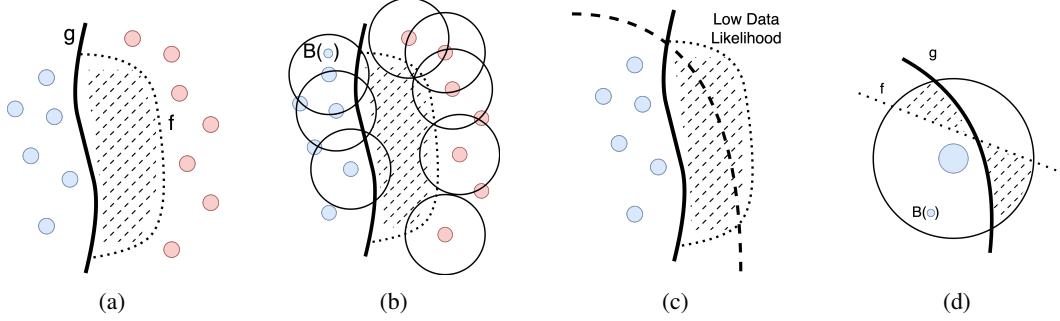 g
f
B( )
Low Data
Likelihood
g
f
B( )
(a)
(b)
(c)
(d)